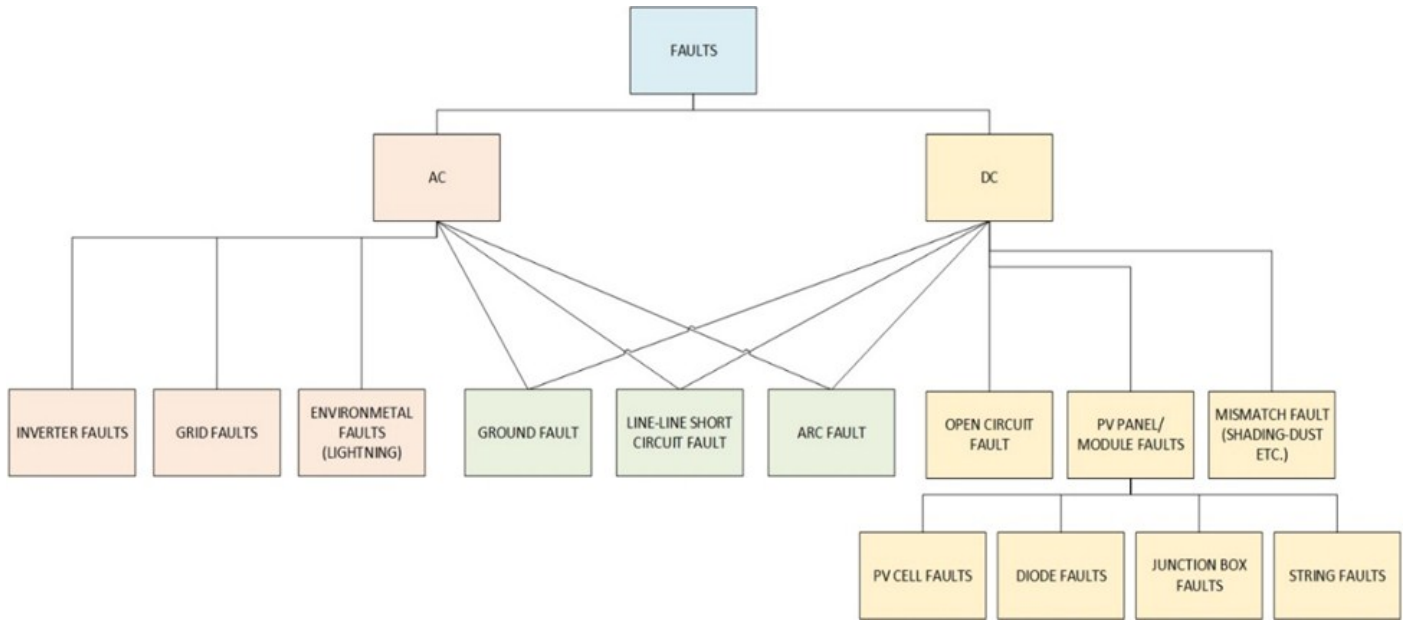 FAULTS
AC
DC
INVERTER FAULTS
GRID FAULTS
ENVIRONMETAL
FAULTS
(LIGHTNING)
GROUND FAULT
LINE-LINE SHORT
CIRCUIT FAULT
ARC FAULT
OPEN CIRCUIT
FAULT
PV PANEL/
MODULE FAULTS
MISMATCH FAULT
(SHADING-DUST
ETC.)
PV CELL FAULTS
DIODE FAULTS
JUNCTION BOX
FAULTS
STRING FAULTS